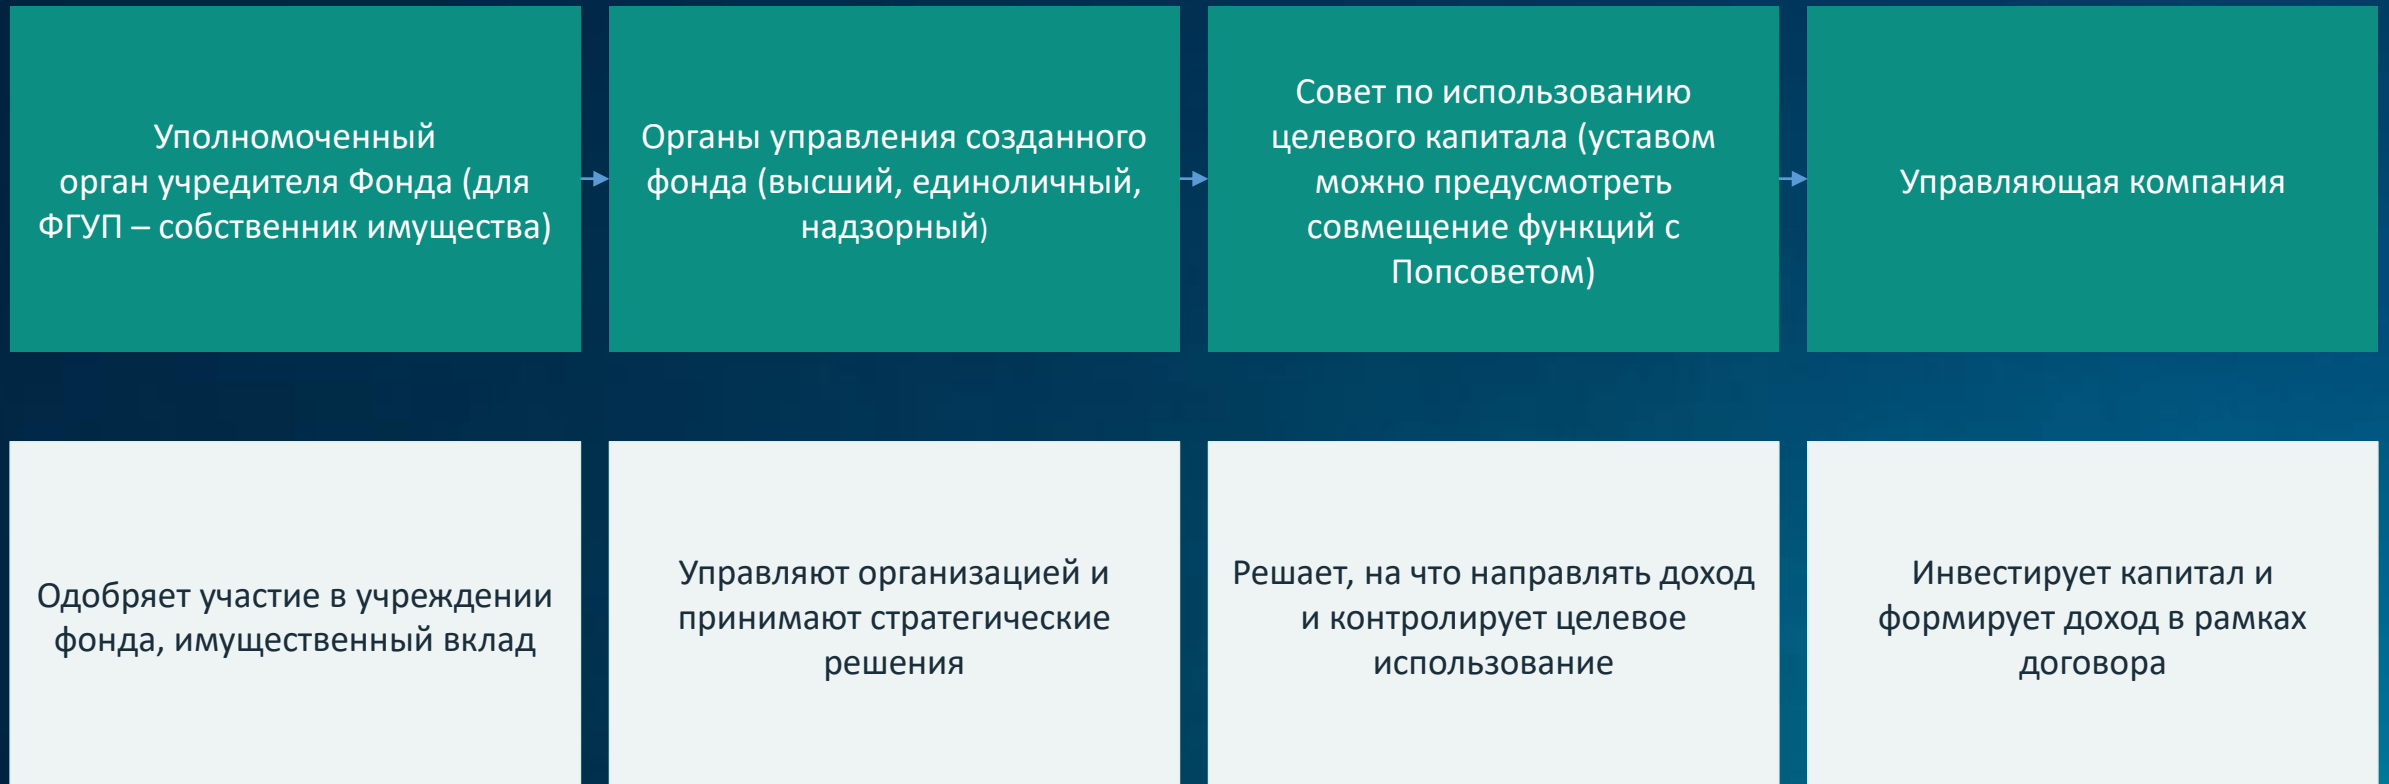 Уполномоченный
орган учредителя Фонда (для
ФГУП – собственник имущества)
Органы управления созданного
фонда (высший, единоличный,
надзорный)
Совет по использованию
целевого капитала (уставом
можно предусмотреть
совмещение функций с
Попсоветом)
Управляющая компания
Одобряет участие в учреждении
фонда, имущественный вклад
Управляют организацией и
принимают стратегические
решения
Решает, на что направлять доход
и контролирует целевое
использование
Инвестирует капитал и
формирует доход в рамках
договора